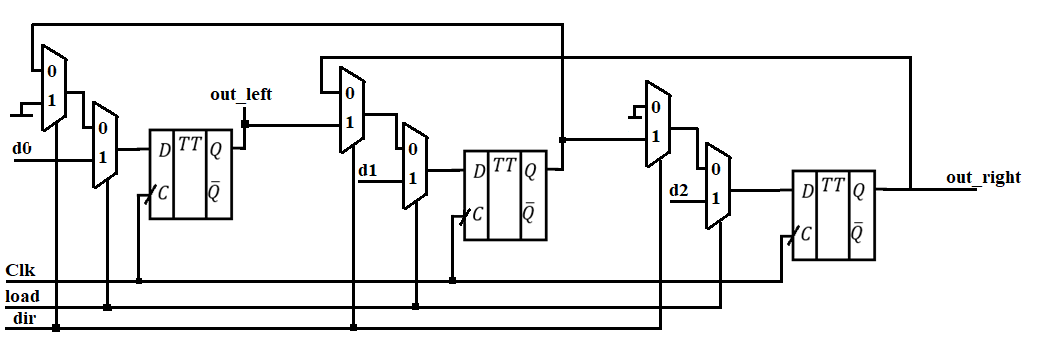 0
1
out_left
0
1
0
1
d0
0
1
D TT Q
C Q̅
d1
0
1
D TT Q
C Q̅
d2
0
1
D TT Q
C Q̅
out_right
Clk
load
dir